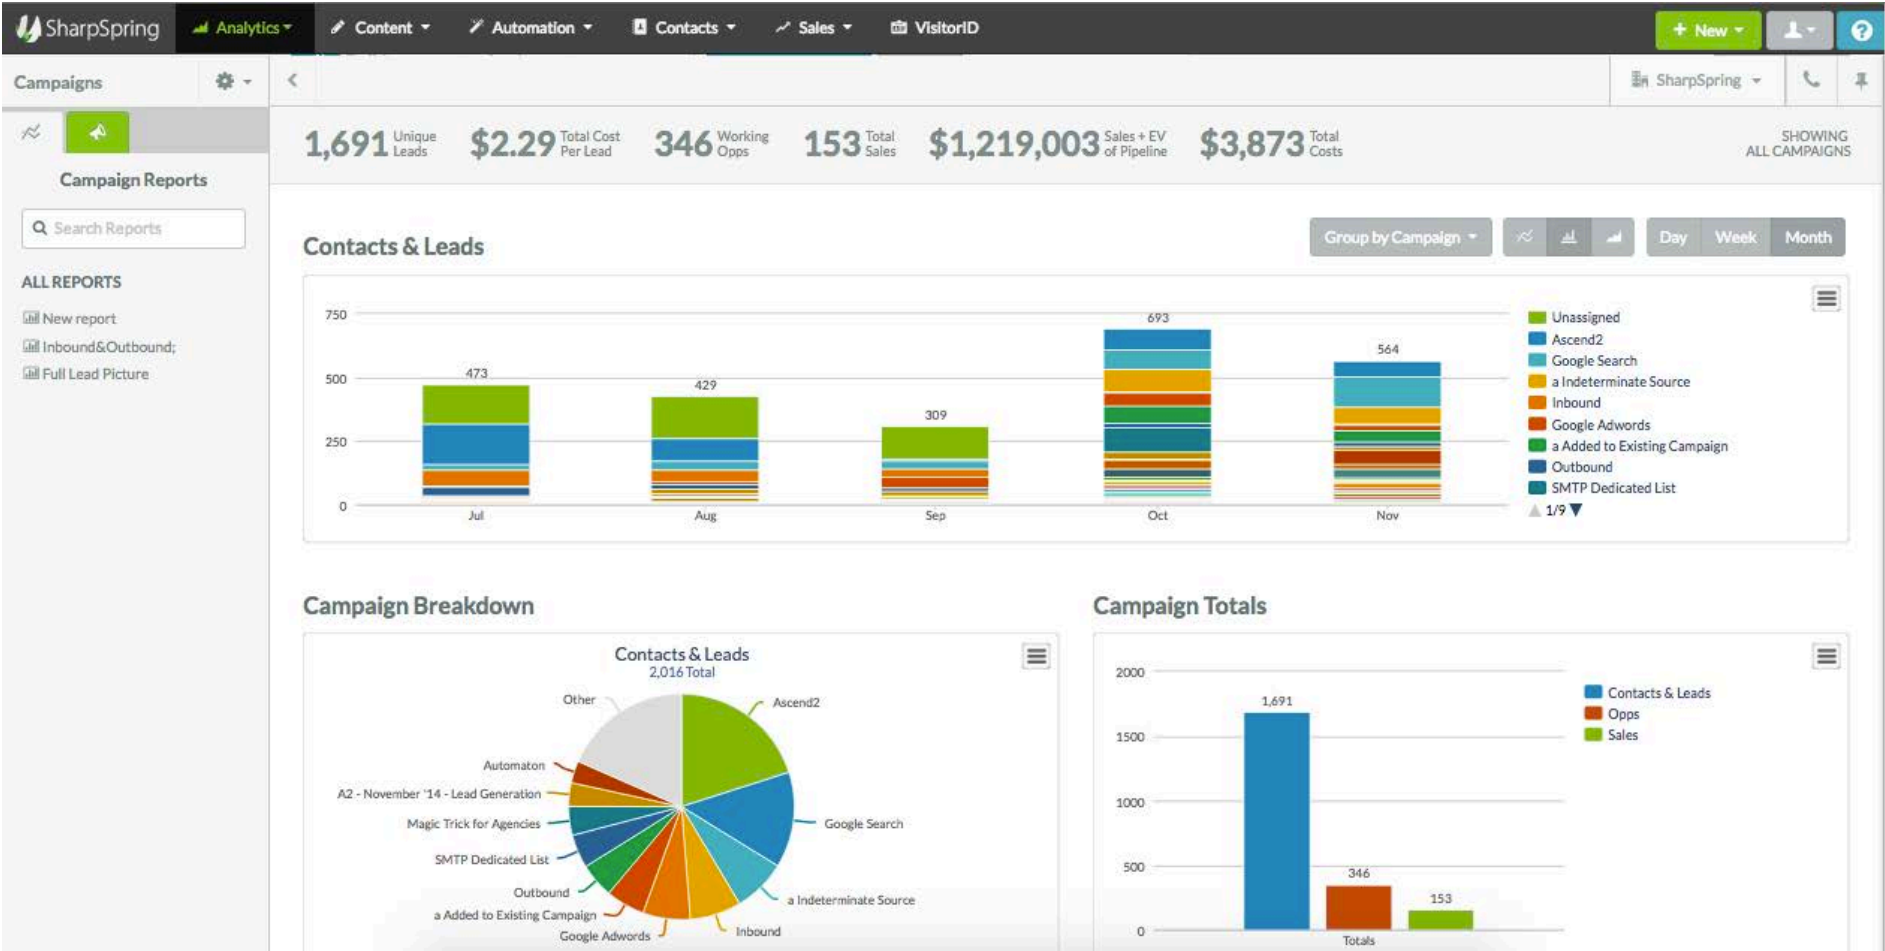 SharpSpring
Analytics
Content
Automation
Contacts
Sales
VisitorID
+ New
?
Campaigns
SharpSpring
1,691 Unique Leads
$2.29 Total Cost Per Lead
346 Working Opps
153 Total Sales
$1,219,003 Sales + EV of Pipeline
$3,873 Total Costs
SHOWING
ALL CAMPAIGNS
Campaign Reports
Search Reports
ALL REPORTS
New report
Inbound&Outbound;
Full Lead Picture
Contacts & Leads
Group by Campaign
Day Week Month
750
500
250
0
473
429
309
693
564
Jul Aug Sep Oct Nov
Unassigned
Ascend2
Google Search
a Indeterminate Source
Inbound
Google Adwords
a Added to Existing Campaign
Outbound
SMTP Dedicated List
1/9
Campaign Breakdown
Contacts & Leads
2,016 Total
Other
Ascend2
Automaton
A2 - November '14 - Lead Generation
Magic Trick for Agencies
Google Search
SMTP Dedicated List
Outbound
a Indeterminate Source
a Added to Existing Campaign
Google Adwords
Inbound
Campaign Totals
2000
1500
1000
500
0
1,691
346
153
Totals
Contacts & Leads
Opps
Sales